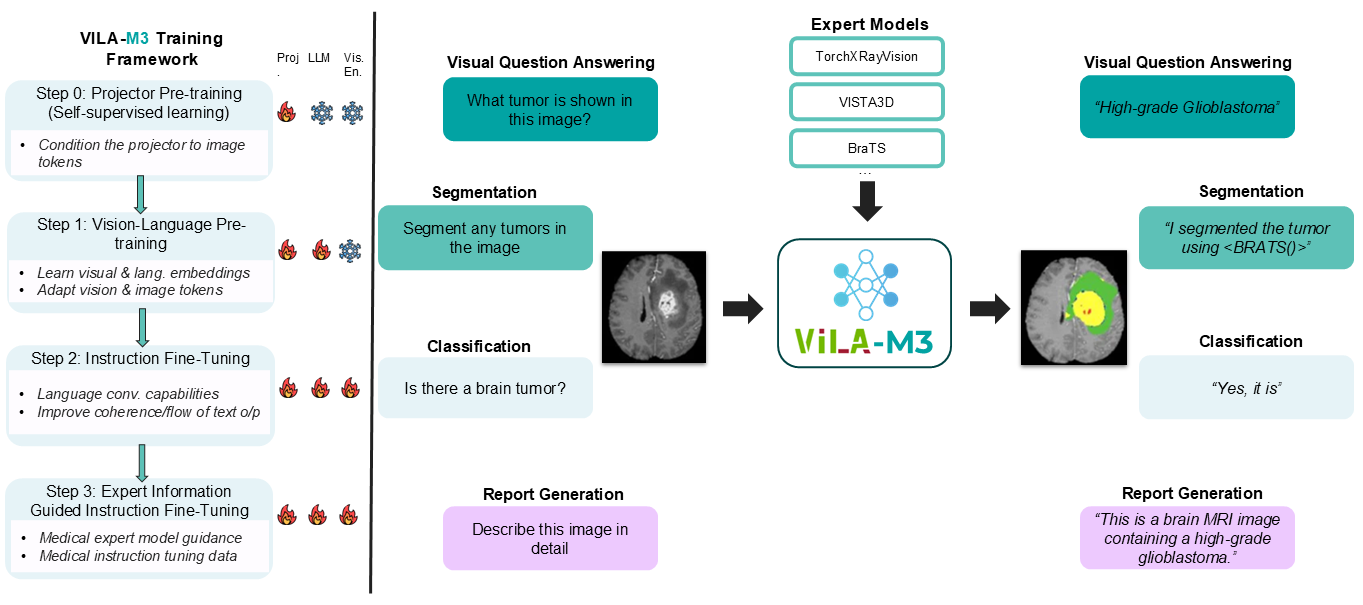 VILA-M3 Training
Framework
Proj
.
LLM
Vis.
En.
Step 0: Projector Pre-training
(Self-supervised learning)
• Condition the projector to image
tokens
Step 1: Vision-Language Pre-
training
• Learn visual & lang. embeddings
• Adapt vision & image tokens
Step 2: Instruction Fine-Tuning
• Language conv. capabilities
• Improve coherence/flow of text o/p
Step 3: Expert Information
Guided Instruction Fine-Tuning
• Medical expert model guidance
• Medical instruction tuning data
Visual Question Answering
What tumor is shown in
this image?
Segmentation
Segment any tumors in
the image
Classification
Is there a brain tumor?
Report Generation
Describe this image in
detail
Expert Models
TorchXRayVision
VISTA3D
BraTS
...
ViLA-M3
Visual Question Answering
“High-grade Glioblastoma”
Segmentation
“I segmented the tumor
using <BRATS()>”
Classification
“Yes, it is”
Report Generation
“This is a brain MRI image
containing a high-grade
glioblastoma.”